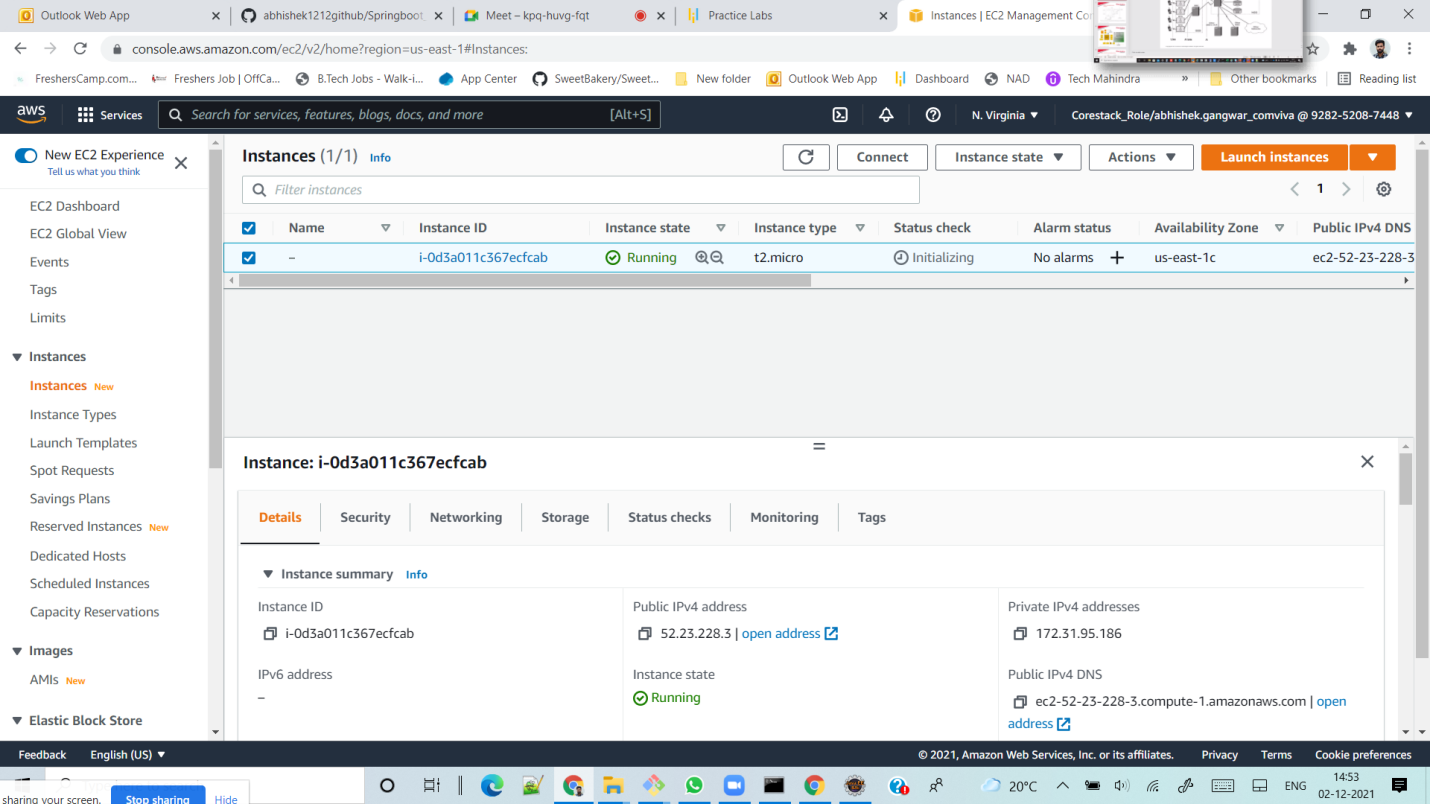 Outlook Web App
abhishek1212github/Springboot_
Meet – kpq-huvg-fqt
Practice Labs
Instances | EC2 Management Co
console.aws.amazon.com/ec2/v2/home?region=us-east-1#Instances:
FreshersCamp.com...
Freshers Job | OffCa...
B.Tech Jobs - Walk-i...
App Center
SweetBakery/Sweet...
New folder
Outlook Web App
Dashboard
NAD
Tech Mahindra
»
Other bookmarks
Reading list
aws
Services
Search for services, features, blogs, docs, and more
[Alt+S]
N. Virginia
Corestack_Role/abhishek.gangwar_comviva @ 9282-5208-7448
New EC2 Experience
Tell us what you think
EC2 Dashboard
EC2 Global View
Events
Tags
Limits
Instances
Instances New
Instance Types
Launch Templates
Spot Requests
Savings Plans
Reserved Instances New
Dedicated Hosts
Scheduled Instances
Capacity Reservations
Images
AMIs New
Elastic Block Store
Instances (1/1) Info
Connect
Instance state
Actions
Launch instances
Filter instances
1
Name Instance ID Instance state Instance type Status check Alarm status Availability Zone Public IPv4 DNS
– i-0d3a011c367ecfcab Running t2.micro Initializing No alarms + us-east-1c ec2-52-23-228-3
Instance: i-0d3a011c367ecfcab
Details Security Networking Storage Status checks Monitoring Tags
Instance summary Info
Instance ID
i-0d3a011c367ecfcab
Public IPv4 address
52.23.228.3 | open address
Private IPv4 addresses
172.31.95.186
IPv6 address
–
Instance state
Running
Public IPv4 DNS
ec2-52-23-228-3.compute-1.amazonaws.com | open
address
Feedback
English (US)
© 2021, Amazon Web Services, Inc. or its affiliates.
Privacy
Terms
Cookie preferences
sharing your screen.
Stop sharing
Hide
20°C
ENG
14:53
02-12-2021